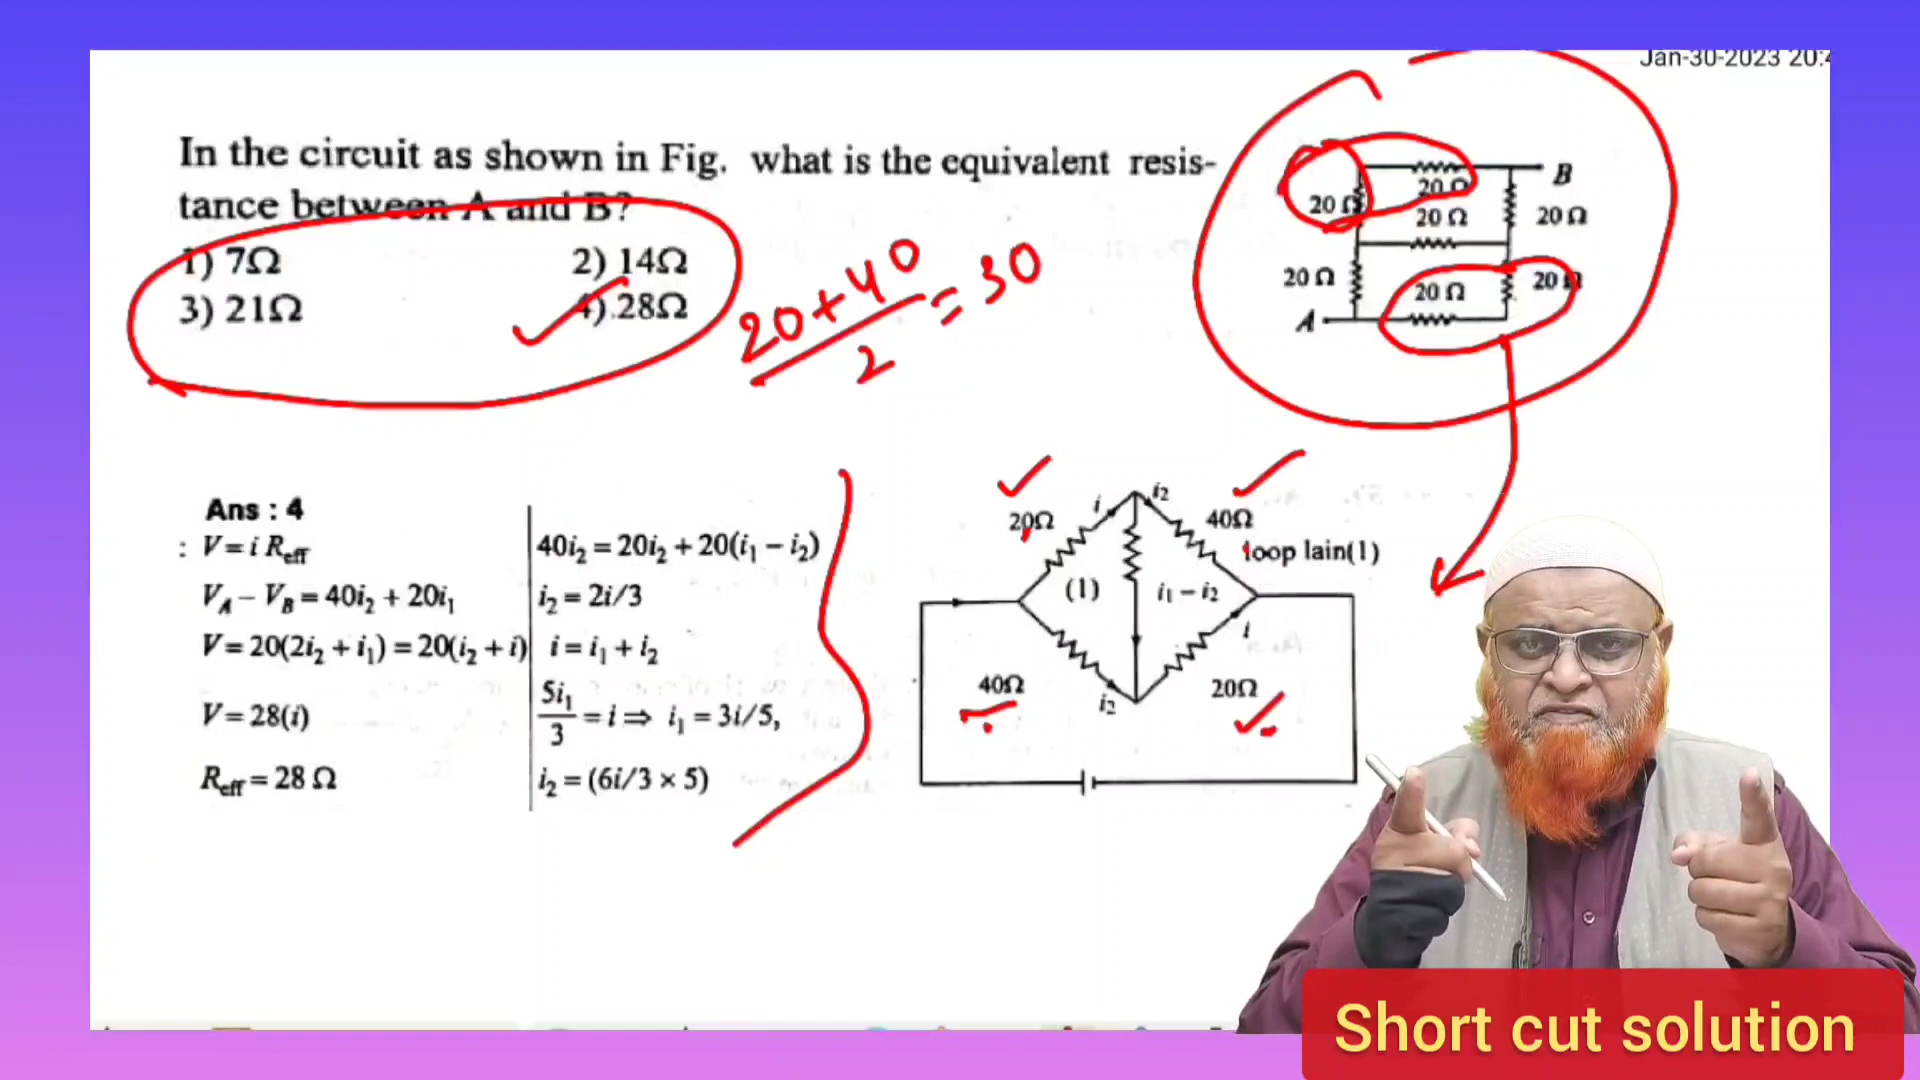 Jan-30-2023 20:4
In the circuit as shown in Fig. what is the equivalent resis-
tance between A and B?
1) 7Ω 2) 14Ω
3) 21Ω 4) 28Ω
20+40
2
= 30
B
20 Ω
20 Ω
20 Ω
20 Ω
20 Ω
20 Ω
20 Ω
A
Ans : 4
: V = i Reff
VA – VB = 40i2 + 20i1
V = 20(2i2 + i1) = 20(i2 + i)
V = 28(i)
Reff = 28 Ω
40i2 = 20i2 + 20(i1 – i2)
i2 = 2i/3
i = i1 + i2
5i1/3 = i ⇒ i1 = 3i/5,
i2 = (6i/3 × 5)
i
i2
20Ω
40Ω
loop lain(1)
(1)
i1 – i2
i
40Ω
i2
20Ω
Short cut solution